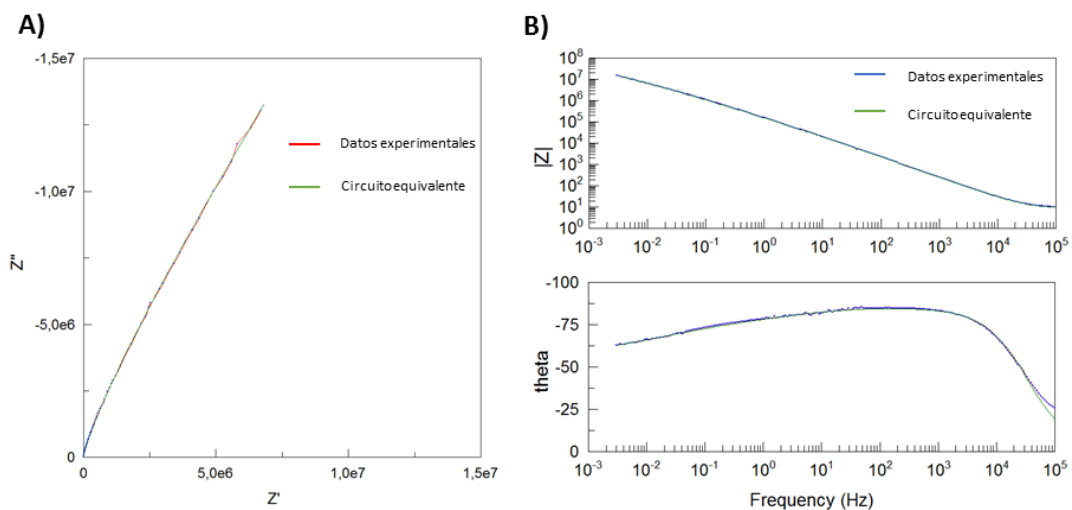 A)
-1,5e7
-1,0e7
-5,0e6
0
Z''
Datos experimentales
Circuito equivalente
0
5,0e6
1,0e7
1,5e7
Z'
B)
10^8
10^7
10^6
10^5
10^4
10^3
10^2
10^1
10^0
|Z|
Datos experimentales
Circuito equivalente
10^-3 10^-2 10^-1 10^0 10^1 10^2 10^3 10^4 10^5
-100
-75
-50
-25
0
theta
10^-3 10^-2 10^-1 10^0 10^1 10^2 10^3 10^4 10^5
Frequency (Hz)